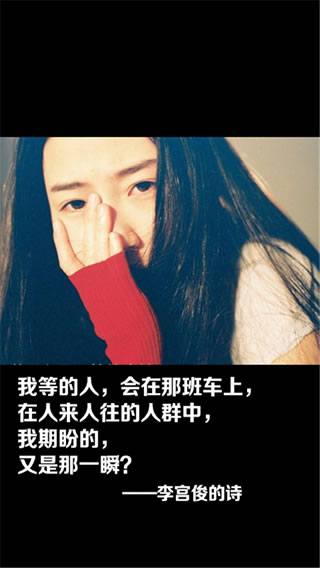 我等的人，会在那班车上，
在人来人往的人群中，
我期盼的，
又是那一瞬？
——李宫俊的诗